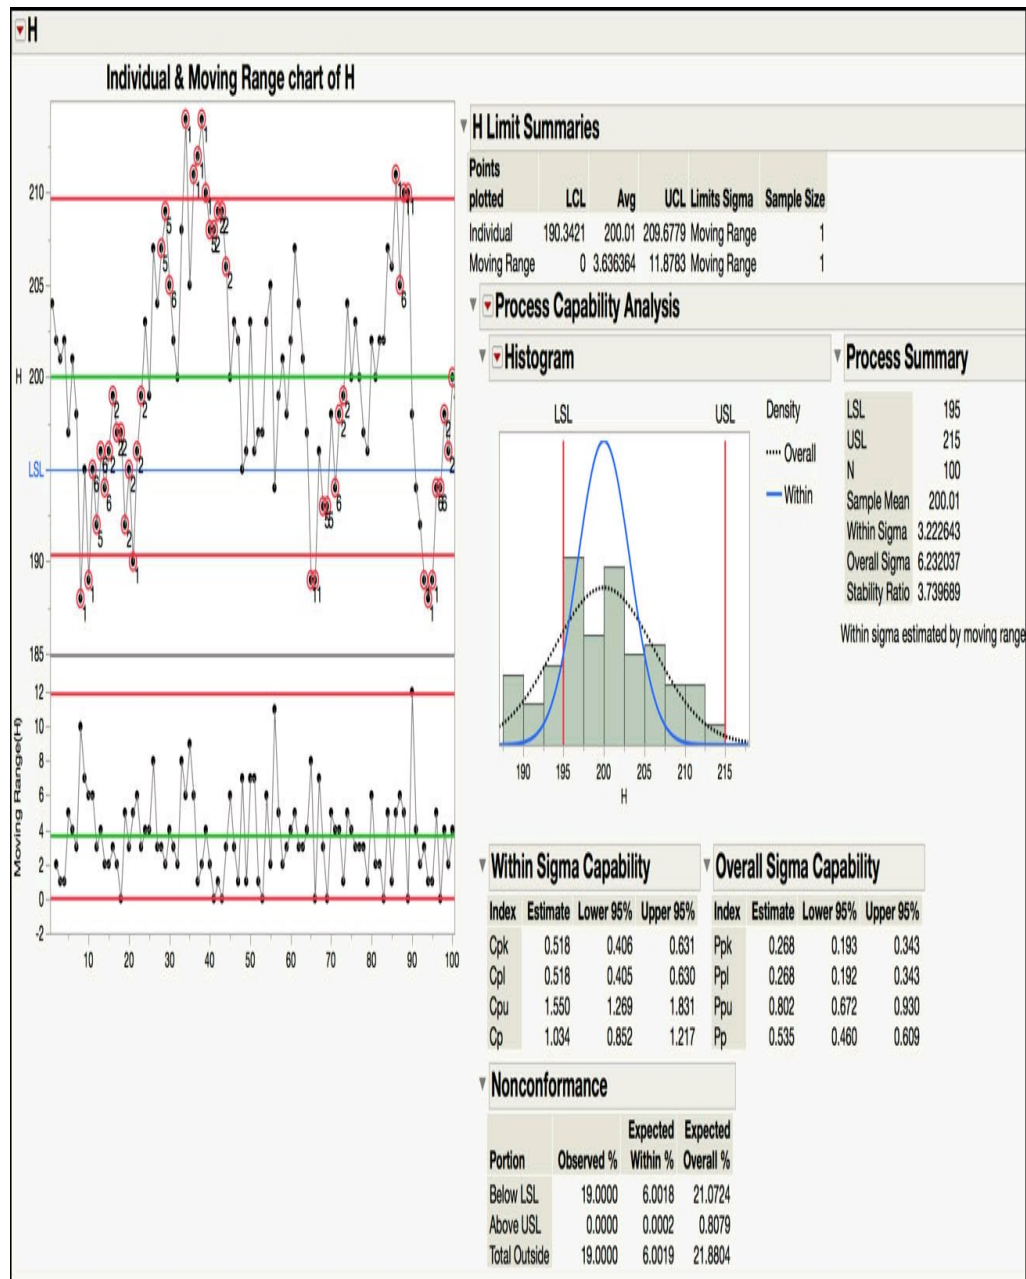 H
Individual & Moving Range chart of H
210
205
H 200
LSL
190
185
Moving Range(H)
12
10
8
6
4
2
0
-2
10 20 30 40 50 60 70 80 90 100
H Limit Summaries
Points
plotted LCL Avg UCL Limits Sigma Sample Size
Individual 190.3421 200.01 209.6779 Moving Range 1
Moving Range 0 3.636364 11.8783 Moving Range 1
Process Capability Analysis
Histogram
LSL USL
Density
Overall
Within
190 195 200 205 210 215
H
Process Summary
LSL 195
USL 215
N 100
Sample Mean 200.01
Within Sigma 3.222643
Overall Sigma 6.232037
Stability Ratio 3.739689
Within sigma estimated by moving range
Within Sigma Capability
Index Estimate Lower 95% Upper 95%
Cpk 0.518 0.406 0.631
Cpl 0.518 0.405 0.630
Cpu 1.550 1.269 1.831
Cp 1.034 0.852 1.217
Overall Sigma Capability
Index Estimate Lower 95% Upper 95%
Ppk 0.268 0.193 0.343
Ppl 0.268 0.192 0.343
Ppu 0.802 0.672 0.930
Pp 0.535 0.460 0.609
Nonconformance
Expected Expected
Portion Observed % Within % Overall %
Below LSL 19.0000 6.0018 21.0724
Above USL 0.0000 0.0002 0.8079
Total Outside 19.0000 6.0019 21.8804